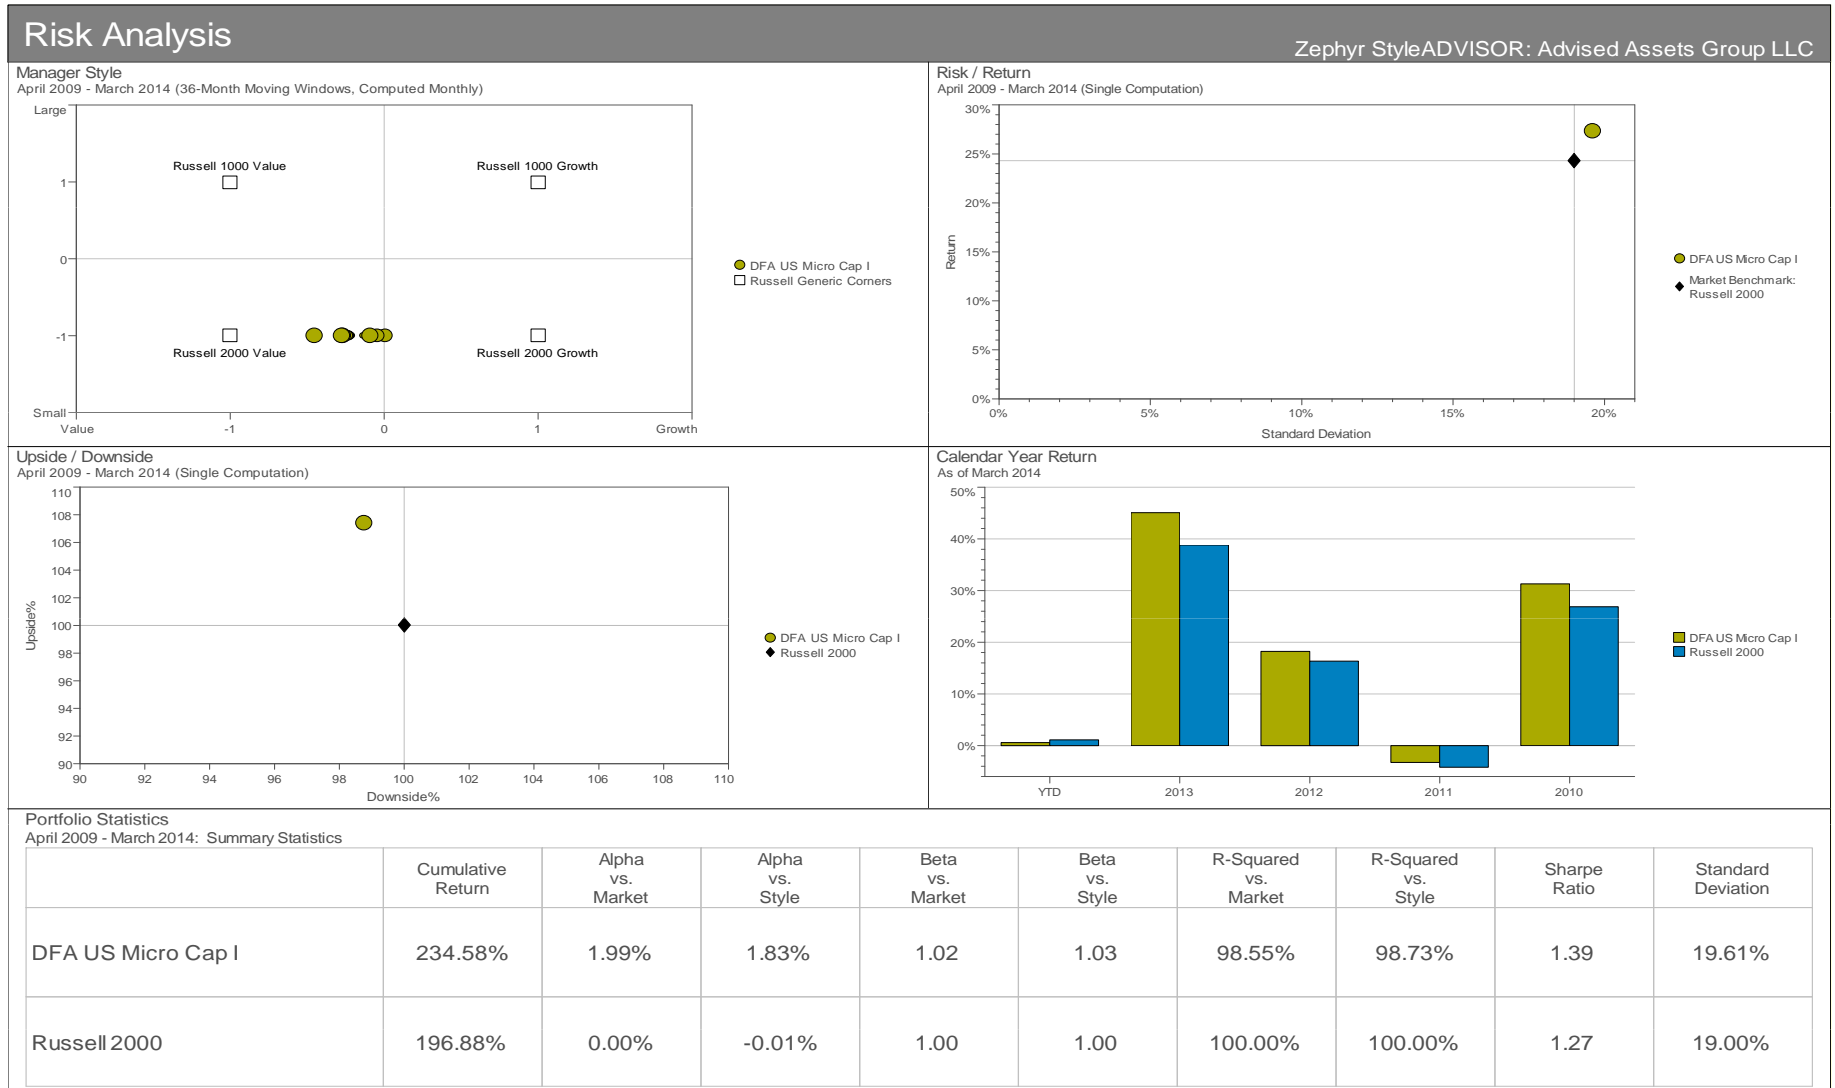 Risk Analysis
Zephyr StyleADVISOR: Advised Assets Group LLC
Manager Style
April 2009 - March 2014 (36-Month Moving Windows, Computed Monthly)
Large
1
0
-1
Small
Value
-1
0
1
Growth
Russell 1000 Value
Russell 1000 Growth
Russell 2000 Value
Russell 2000 Growth
DFA US Micro Cap I
Russell Generic Corners
Risk / Return
April 2009 - March 2014 (Single Computation)
Return
30%
25%
20%
15%
10%
5%
0%
0%
5%
10%
15%
20%
Standard Deviation
DFA US Micro Cap I
Market Benchmark:
Russell 2000
Upside / Downside
April 2009 - March 2014 (Single Computation)
Upside%
110
108
106
104
102
100
98
96
94
92
90
90
92
94
96
98
100
102
104
106
108
110
Downside%
DFA US Micro Cap I
Russell 2000
Calendar Year Return
As of March 2014
50%
40%
30%
20%
10%
0%
YTD
2013
2012
2011
2010
DFA US Micro Cap I
Russell 2000
Portfolio Statistics
April 2009 - March 2014: Summary Statistics
Cumulative
Return
Alpha
vs.
Market
Alpha
vs.
Style
Beta
vs.
Market
Beta
vs.
Style
R-Squared
vs.
Market
R-Squared
vs.
Style
Sharpe
Ratio
Standard
Deviation
DFA US Micro Cap I 234.58% 1.99% 1.83% 1.02 1.03 98.55% 98.73% 1.39 19.61%
Russell 2000 196.88% 0.00% -0.01% 1.00 1.00 100.00% 100.00% 1.27 19.00%